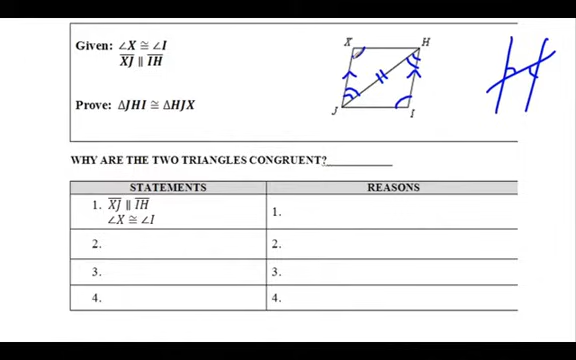 Given: ∠X ≅ ∠I
XJ ∥ IH
Prove: ΔJHI ≅ ΔHJX
X
H
J
I
WHY ARE THE TWO TRIANGLES CONGRUENT?__________
STATEMENTS REASONS
1. XJ ∥ IH
∠X ≅ ∠I
1.
2. 2.
3. 3.
4. 4.